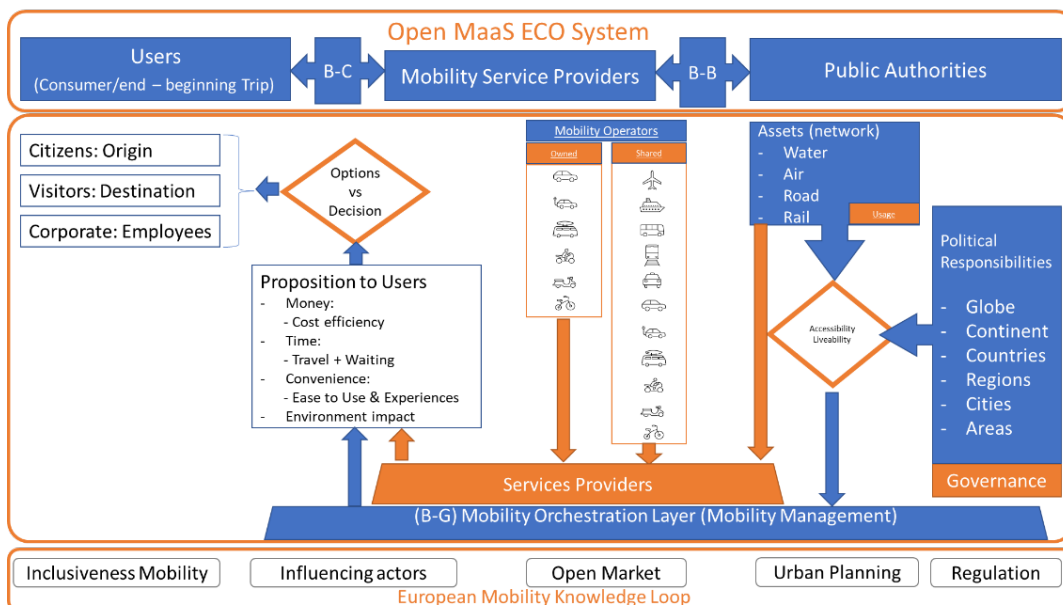 Open MaaS ECO System
Users
(Consumer/end – beginning Trip)
B-C
Mobility Service Providers
B-B
Public Authorities
Citizens: Origin
Visitors: Destination
Corporate: Employees
Options
vs
Decision
Proposition to Users
- Money:
- Cost efficiency
- Time:
- Travel + Waiting
- Convenience:
- Ease to Use & Experiences
- Environment impact
Mobility Operators
Owned
Shared
Assets (network)
- Water
- Air
- Road
- Rail
Usage
Accessibility
Liveability
Political
Responsibilities
- Globe
- Continent
- Countries
- Regions
- Cities
- Areas
Governance
Services Providers
(B-G) Mobility Orchestration Layer (Mobility Management)
Inclusiveness Mobility
Influencing actors
Open Market
Urban Planning
Regulation
European Mobility Knowledge Loop